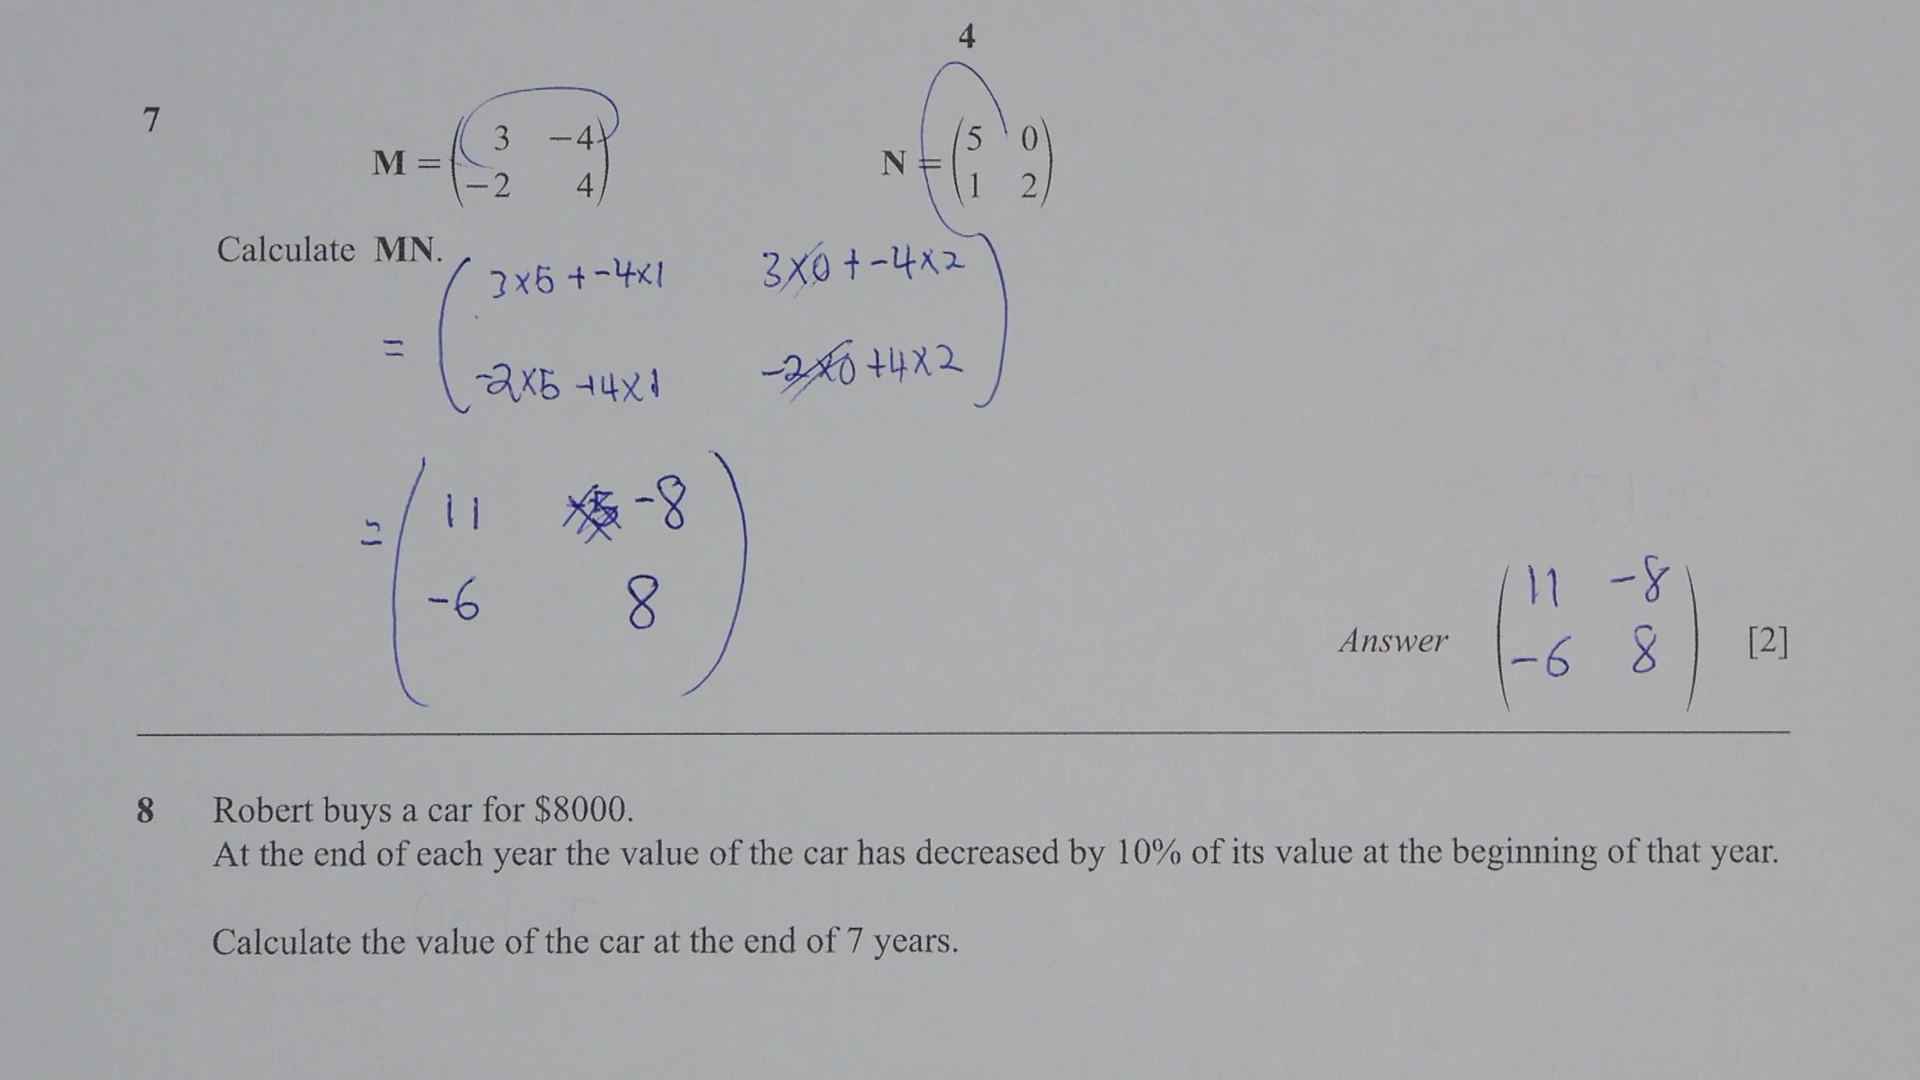 4
7
M = ( 3 −4 ) N = ( 5 0 )
( −2 4 ) ( 1 2 )
Calculate MN.
= ( 3×5 + -4×1 3×0 + -4×2 )
( -2×5 +4×1 -2×0 +4×2 )
= ( 11 -8 )
( -6 8 )
Answer ( 11 -8 ) [2]
( -6 8 )
8 Robert buys a car for $8000.
At the end of each year the value of the car has decreased by 10% of its value at the beginning of that year.
Calculate the value of the car at the end of 7 years.